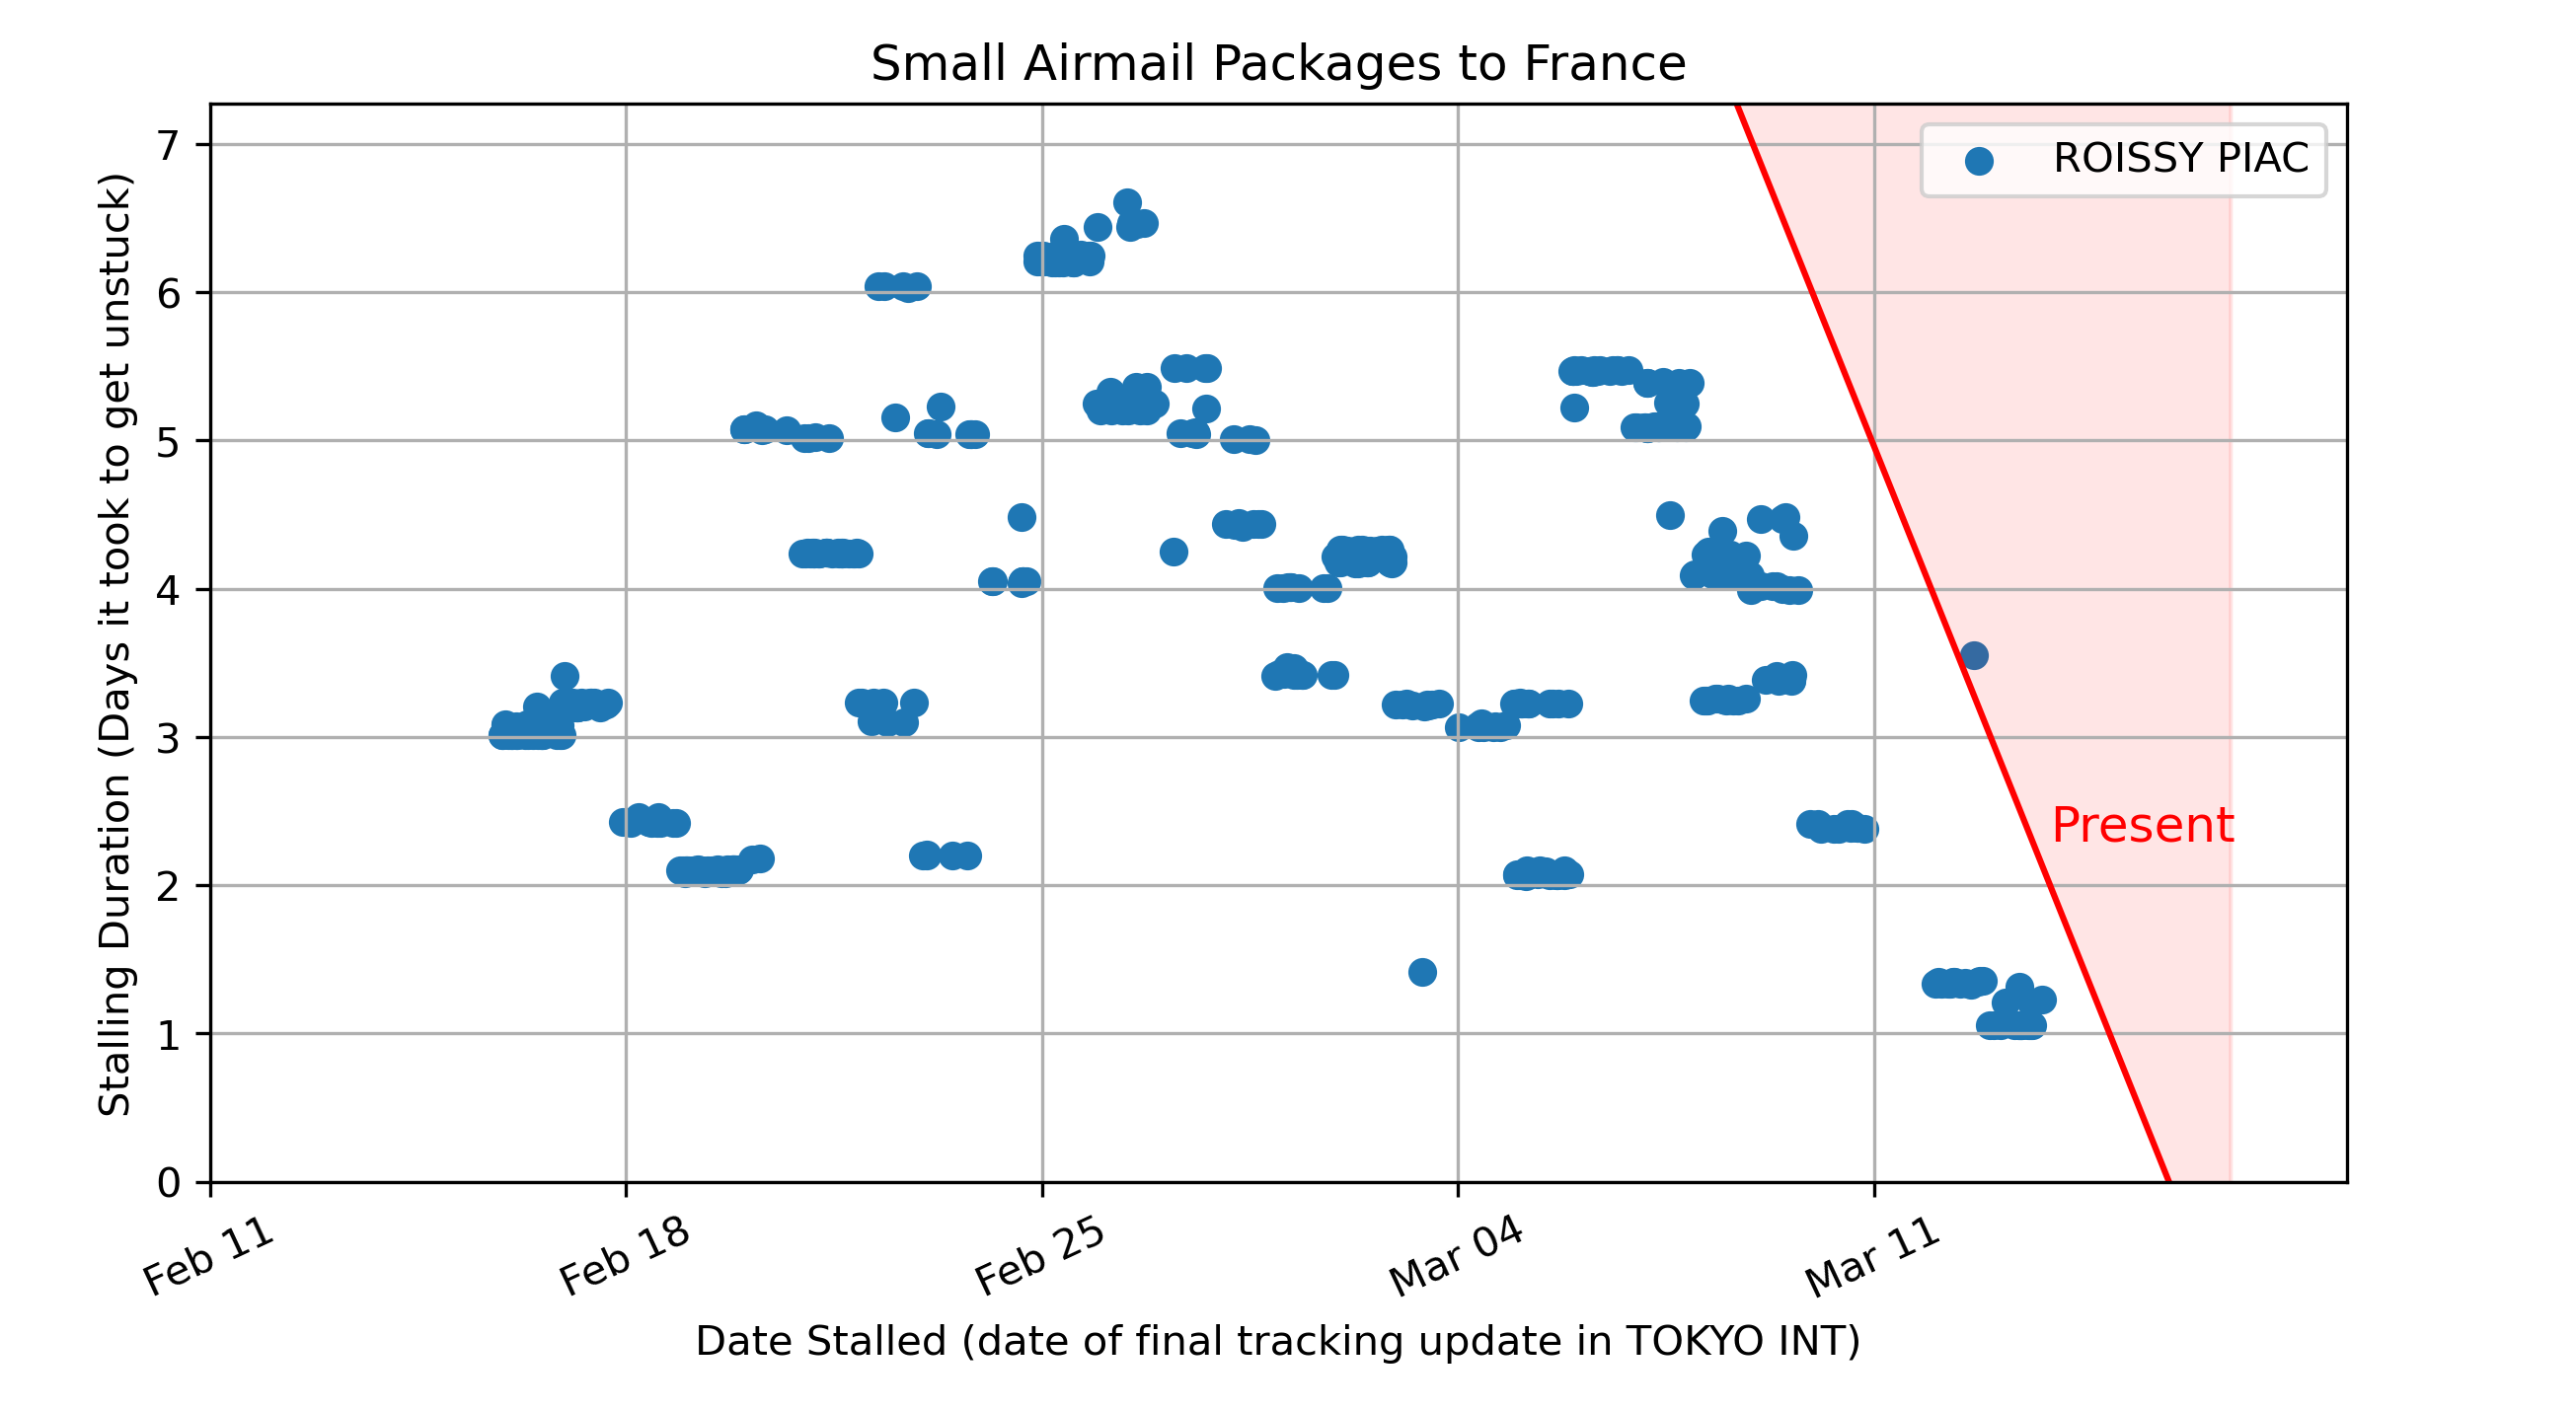 Small Airmail Packages to France
ROISSY PIAC
Stalling Duration (Days it took to get unstuck)
7
6
5
4
3
2
1
0
Present
Feb 11
Feb 18
Feb 25
Mar 04
Mar 11
Date Stalled (date of final tracking update in TOKYO INT)